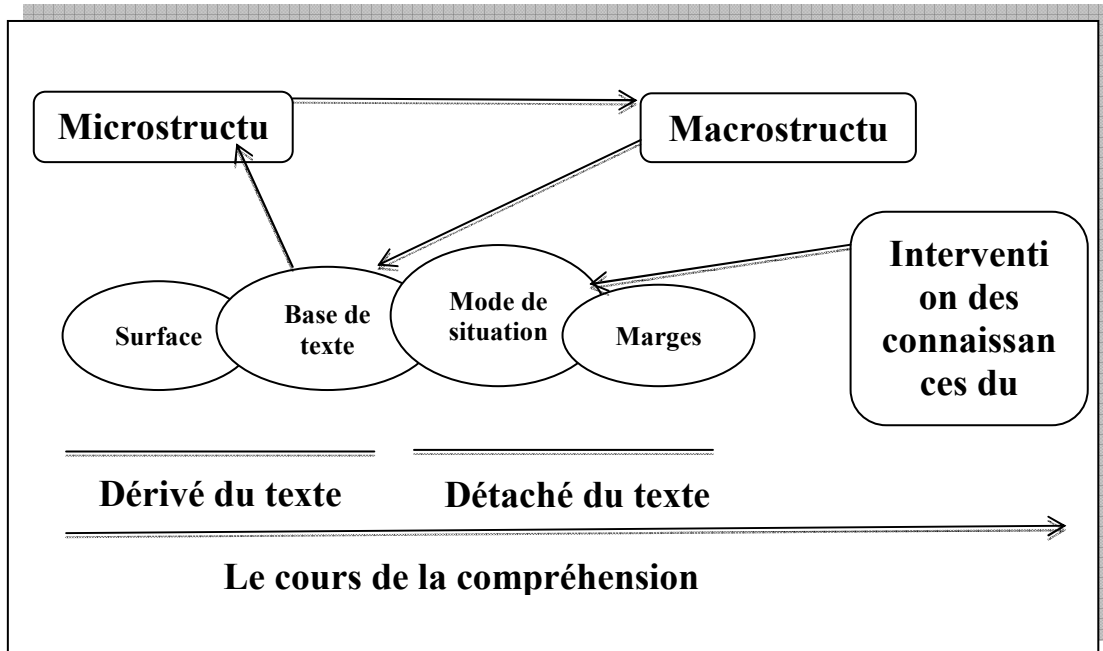 Microstructu
Macrostructu
Interventi
on des
connaissan
ces du
Surface
Base de
texte
Mode de
situation
Marges
Dérivé du texte
Détaché du texte
Le cours de la compréhension